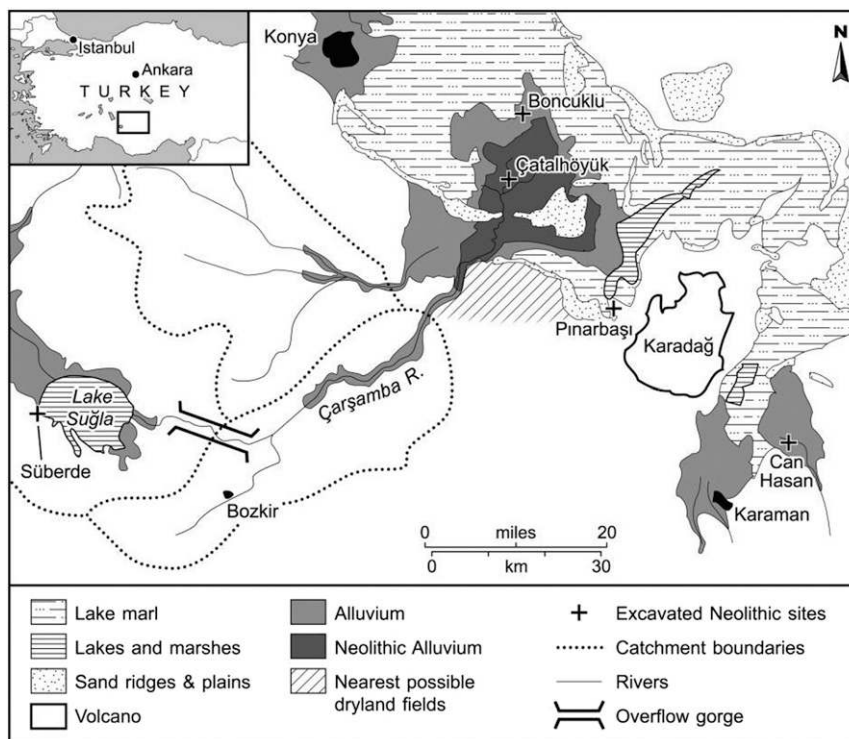 Istanbul
Ankara
TURKEY
Konya
N
Boncuklu
Çatalhöyük
Pınarbaşı
Karadağ
Çarşamba R.
Lake
Suğla
Süberde
Bozkir
Can
Hasan
Karaman
0 miles 20
0 km 30
Lake marl
Lakes and marshes
Sand ridges & plains
Volcano
Alluvium
Neolithic Alluvium
Nearest possible
dryland fields
Excavated Neolithic sites
Catchment boundaries
Rivers
Overflow gorge